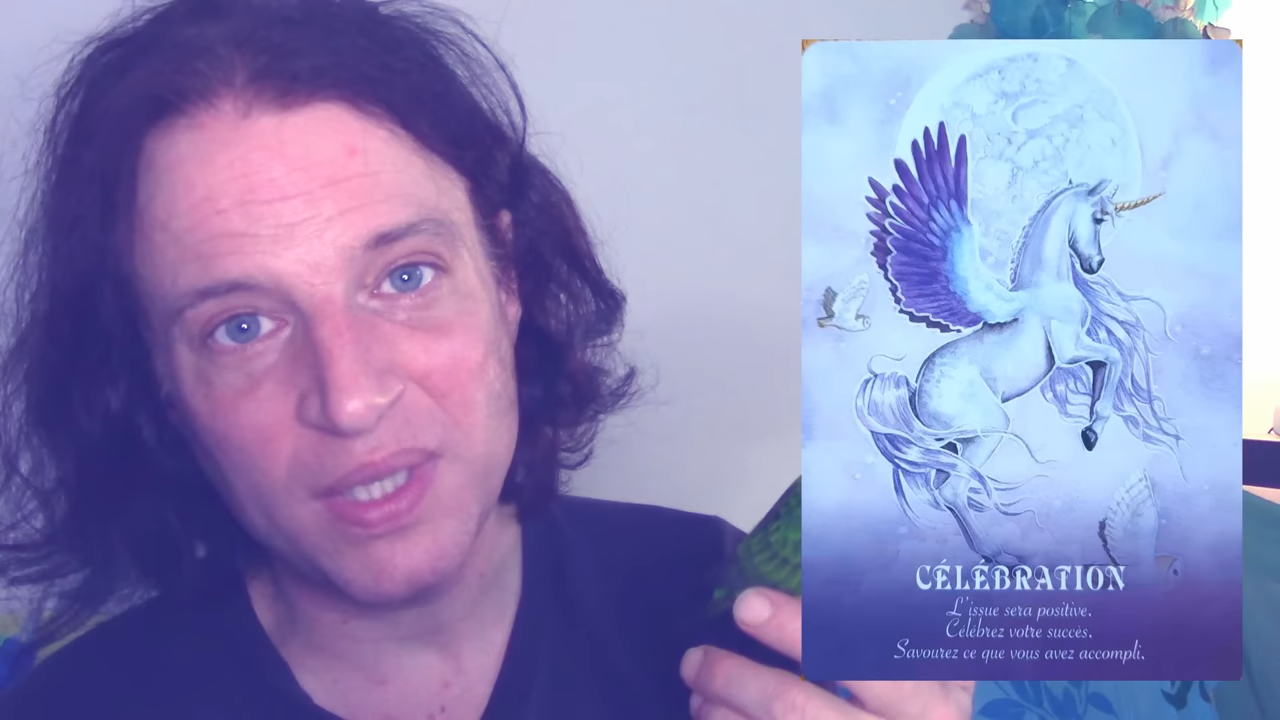 CÉLÉBRATION
L'issue sera positive.
Célébrez votre succès.
Savourez ce que vous avez accompli.